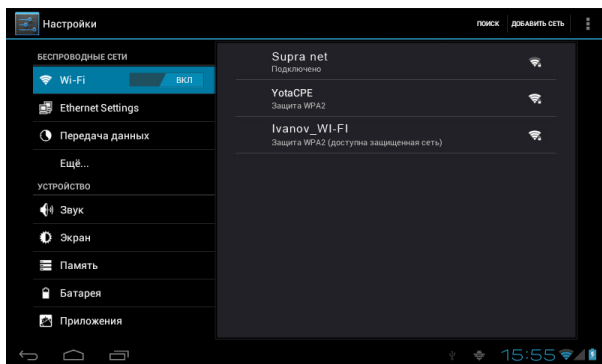 Настройки
ПОИСК
ДОБАВИТЬ СЕТЬ
БЕСПРОВОДНЫЕ СЕТИ
Wi-Fi
ВКЛ
Ethernet Settings
Передача данных
Ещё...
УСТРОЙСТВО
Звук
Экран
Память
Батарея
Приложения
Supra net
Подключено
YotaCPE
Защита WPA2
Ivanov_WI-FI
Защита WPA2 (доступна защищенная сеть)
15:55